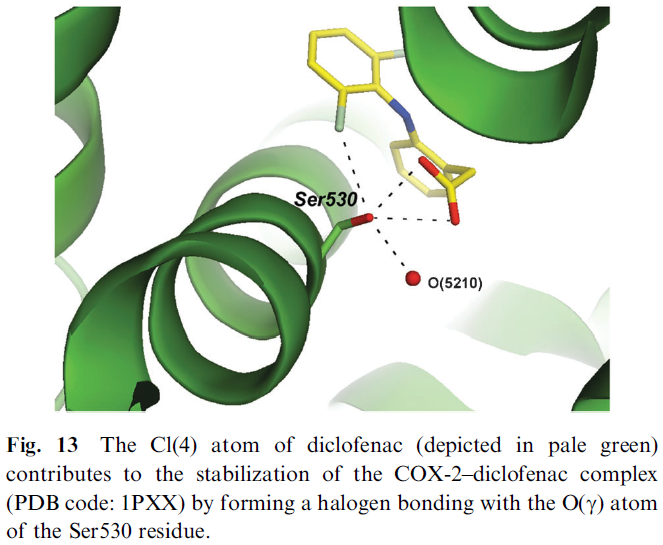 Ser530
O(5210)
Fig. 13 The Cl(4) atom of diclofenac (depicted in pale green)
contributes to the stabilization of the COX-2–diclofenac complex
(PDB code: 1PXX) by forming a halogen bonding with the O(γ) atom
of the Ser530 residue.